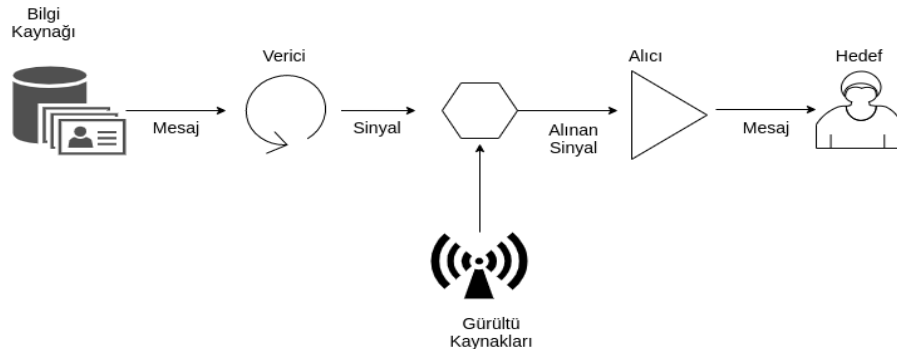 Bilgi
Kaynağı
Verici
Alıcı
Hedef
Mesaj
Sinyal
Alınan
Sinyal
Mesaj
Gürültü
Kaynakları